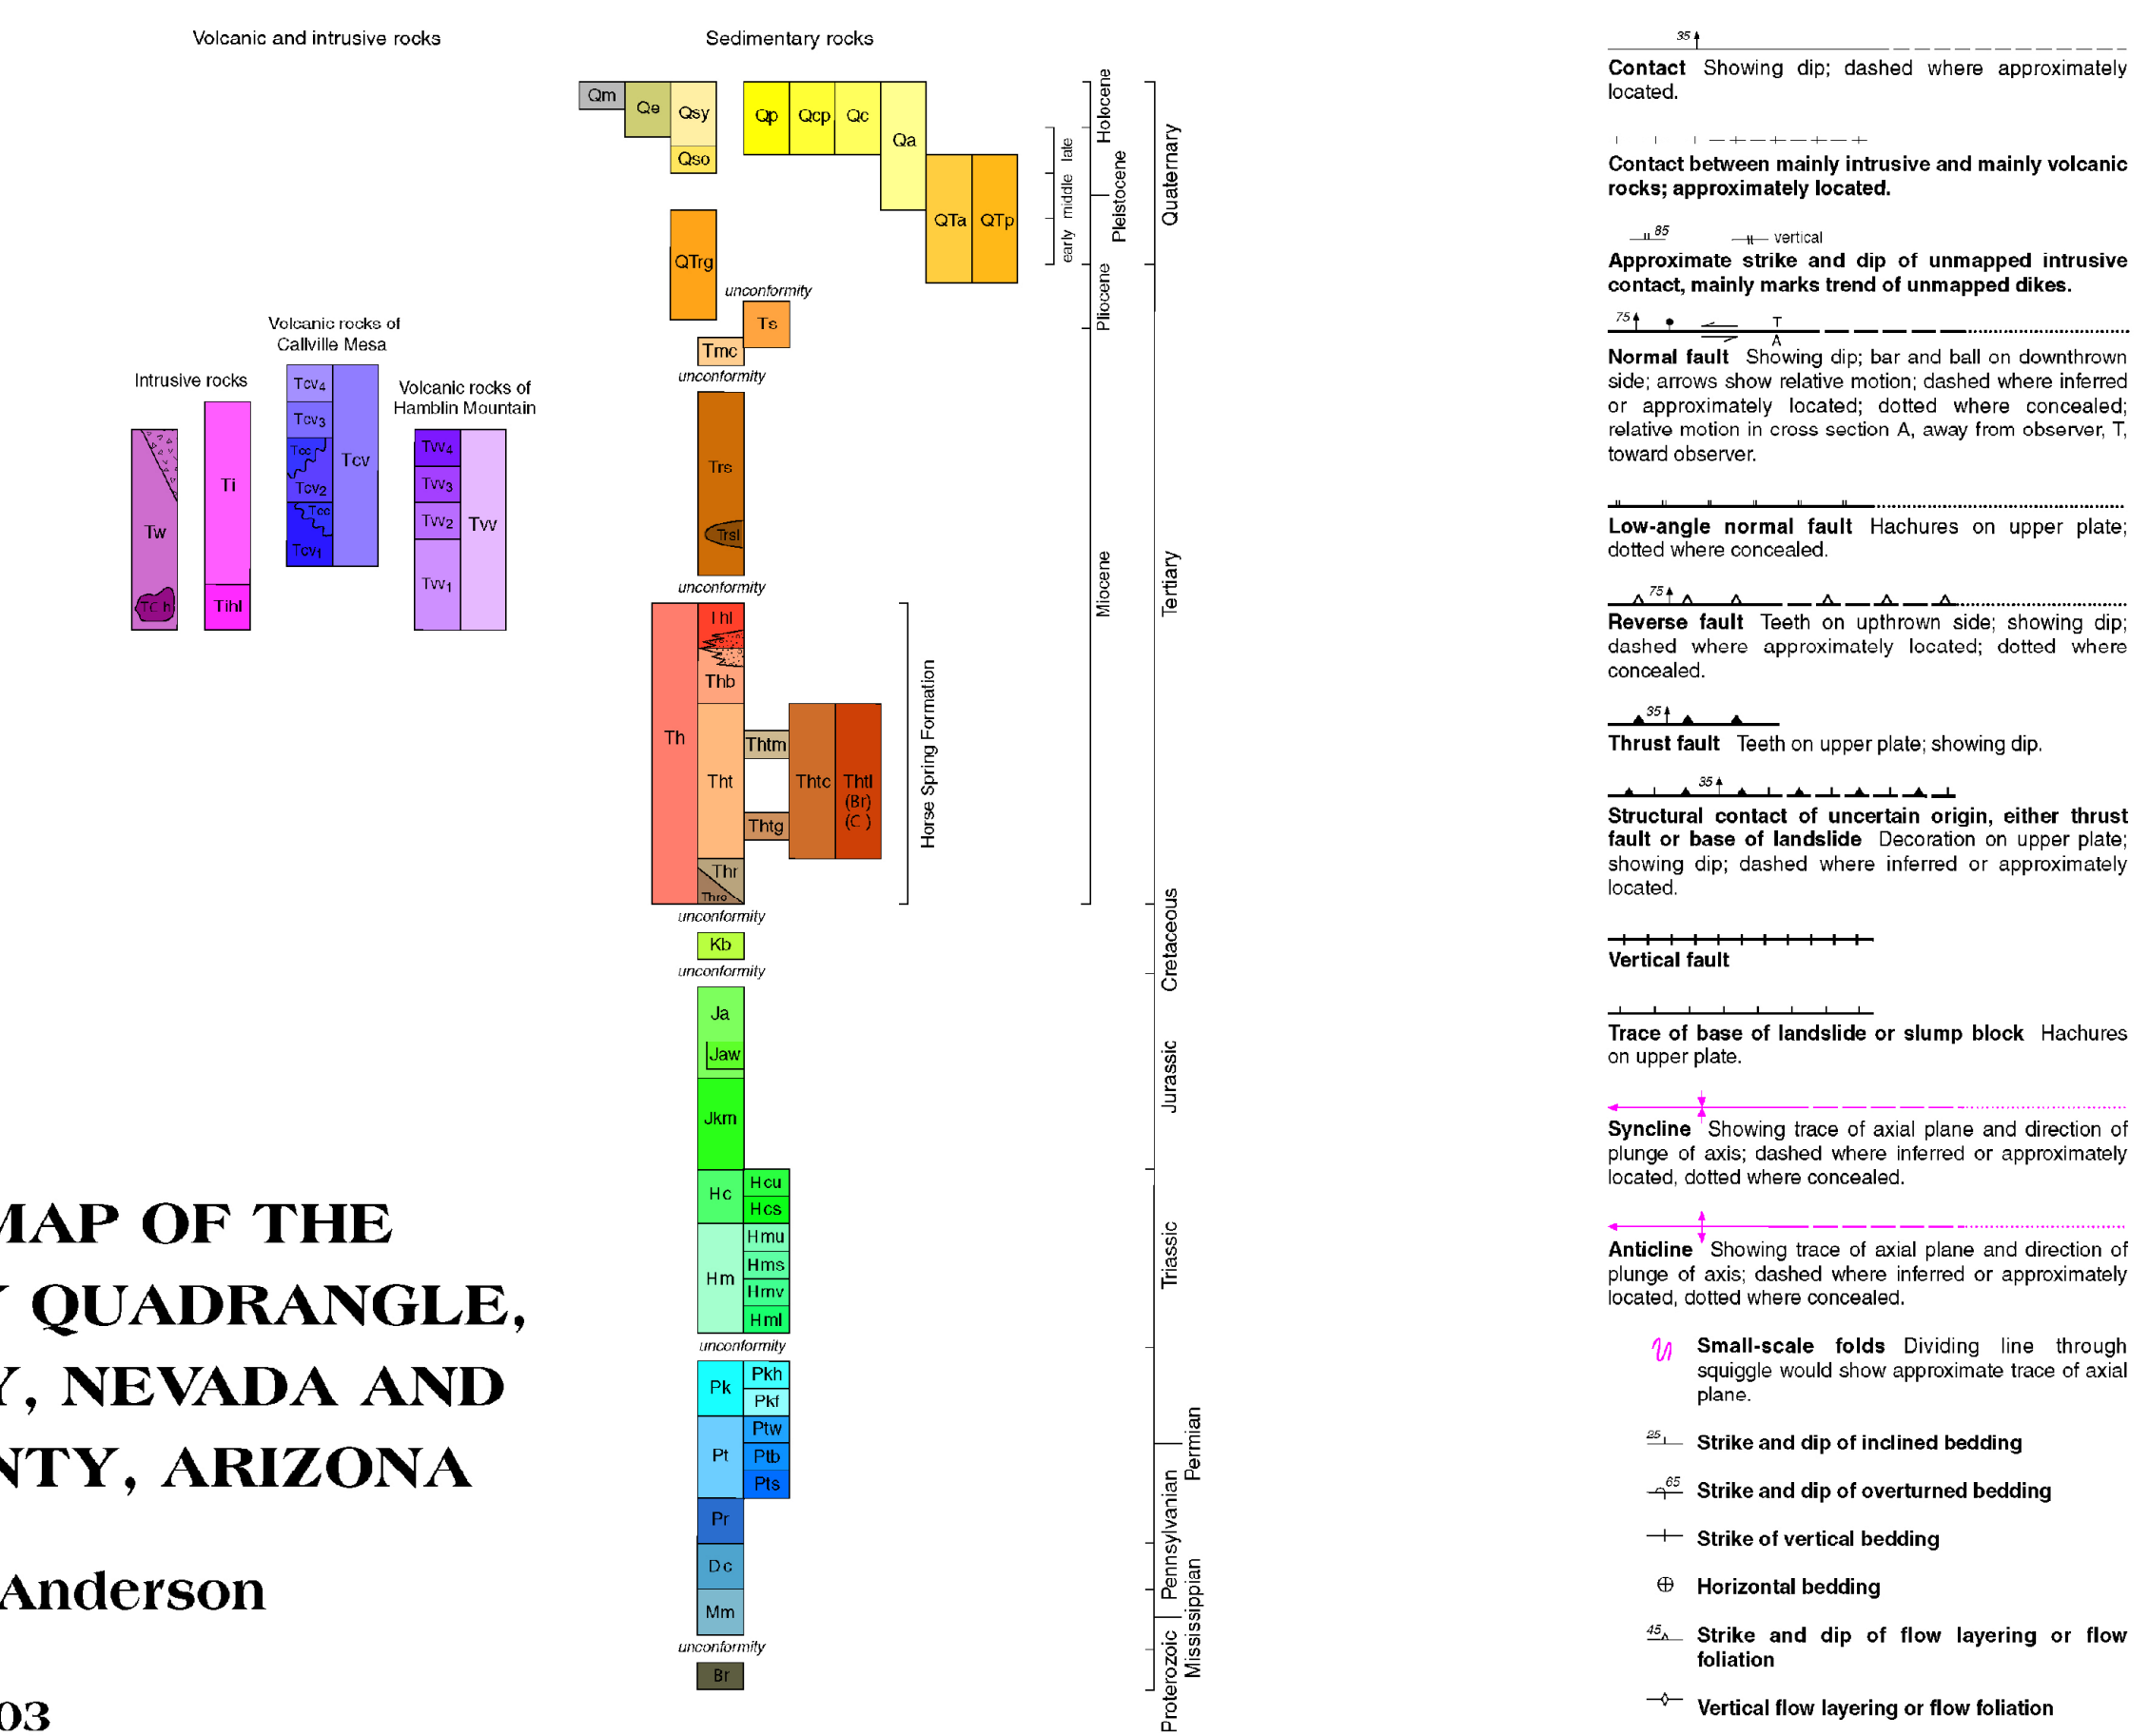 Volcanic and intrusive rocks
Sedimentary rocks
Qm
Qe
Qsy
Qso
Qp
Qcp
Qc
Qa
QTa
QTp
QTrg
unconformity
Ts
Tmc
unconformity
Trs
Trsl
unconformity
Thl
Thb
Th
Tht
Thtm
Thtg
Thtc
Thtl
(Br)
(C )
Thr
Thro
Horse Spring Formation
unconformity
Kb
unconformity
Ja
Jaw
Jkm
Hc
Hcu
Hcs
Hm
Hmu
Hms
Hmv
Hml
unconformity
Pk
Pkh
Pkf
Pt
Ptw
Ptb
Pts
Pr
Dc
Mm
unconformity
Br
early middle late
Holocene
Pleistocene
Pliocene
Miocene
Quaternary
Tertiary
Cretaceous
Jurassic
Triassic
Permian
Pennsylvanian
Mississippian
Proterozoic
Intrusive rocks
Tw
Ti
Tihl
Volcanic rocks of
Callville Mesa
Tcv4
Tcv3
Tcc
Tcv2
Tcc
Tcv1
Tcv
Volcanic rocks of
Hamblin Mountain
Tvv4
Tvv3
Tvv2
Tvv1
Tvv
MAP OF THE
QUADRANGLE,
Y, NEVADA AND
NTY, ARIZONA
Anderson
03
35
Contact Showing dip; dashed where approximately
located.
Contact between mainly intrusive and mainly volcanic
rocks; approximately located.
85 vertical
Approximate strike and dip of unmapped intrusive
contact, mainly marks trend of unmapped dikes.
75 T
A
Normal fault Showing dip; bar and ball on downthrown
side; arrows show relative motion; dashed where inferred
or approximately located; dotted where concealed;
relative motion in cross section A, away from observer, T,
toward observer.
Low-angle normal fault Hachures on upper plate;
dotted where concealed.
75
Reverse fault Teeth on upthrown side; showing dip;
dashed where approximately located; dotted where
concealed.
35
Thrust fault Teeth on upper plate; showing dip.
35
Structural contact of uncertain origin, either thrust
fault or base of landslide Decoration on upper plate;
showing dip; dashed where inferred or approximately
located.
Vertical fault
Trace of base of landslide or slump block Hachures
on upper plate.
Syncline Showing trace of axial plane and direction of
plunge of axis; dashed where inferred or approximately
located, dotted where concealed.
Anticline Showing trace of axial plane and direction of
plunge of axis; dashed where inferred or approximately
located, dotted where concealed.
Small-scale folds Dividing line through
squiggle would show approximate trace of axial
plane.
25 Strike and dip of inclined bedding
65 Strike and dip of overturned bedding
Strike of vertical bedding
Horizontal bedding
45 Strike and dip of flow layering or flow
foliation
Vertical flow layering or flow foliation